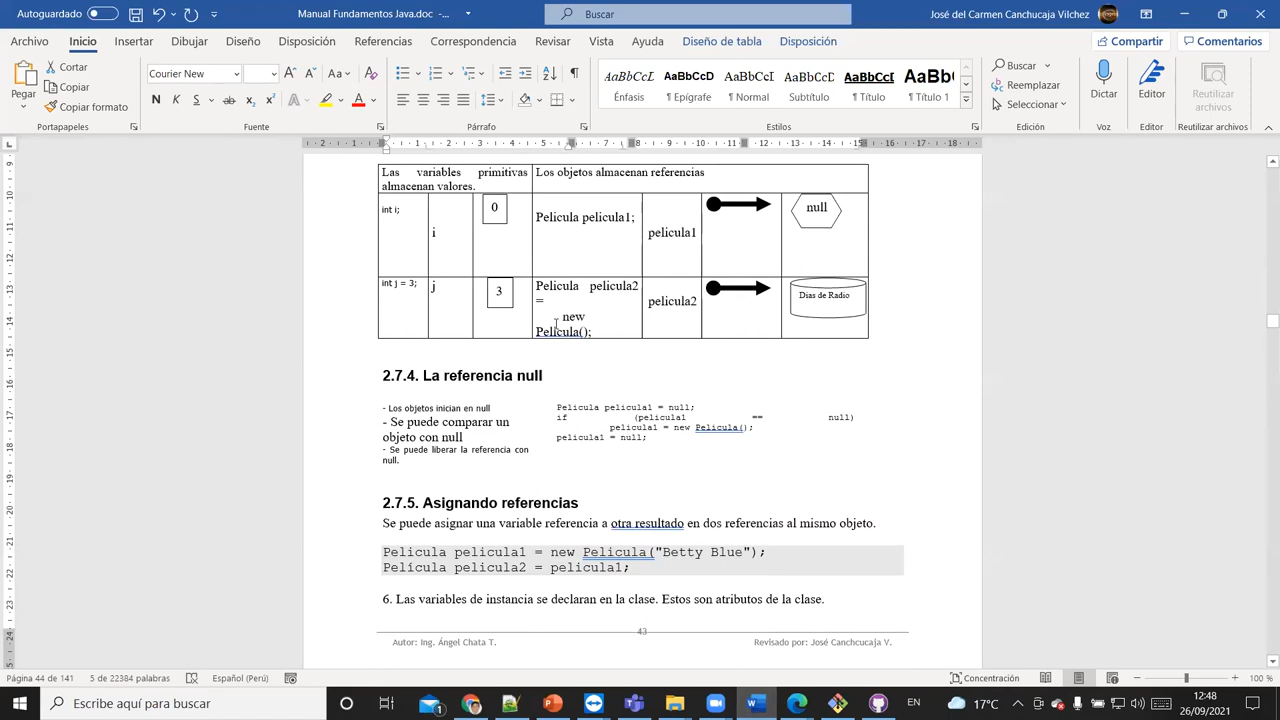 Autoguardado
Manual Fundamentos Java...
Buscar
José del Carmen Canchucaja Vilchez
Archivo Inicio Insertar Dibujar Diseño Disposición Referencias Correspondencia Revisar Vista Ayuda Diseño de tabla Disposición
Compartir Comentarios
Pegar
Cortar
Copiar
Copiar formato
Courier New
N K S
AaBbCcL AaBbCcD AaBbCcI AaBbCcI AaBbCcI AaBb(
Énfasis ¶ Epígrafe ¶ Normal Subtítulo ¶ Título ¶ Título 1
Buscar
Reemplazar
Seleccionar
Dictar
Editor
Reutilizar archivos
Portapapeles Fuente Párrafo Estilos Edición Voz Editor Reutilizar archivos
Las variables primitivas
almacenan valores.
Los objetos almacenan referencias
int i;
i
0
Pelicula pelicula1;
pelicula1
null
int j = 3;
j
3
Pelicula pelicula2
=
new
Pelicula();
pelicula2
Dias de Radio
2.7.4. La referencia null
- Los objetos inician en null
- Se puede comparar un
objeto con null
- Se puede liberar la referencia con
null.
Pelicula pelicula1 = null;
if (pelicula1 == null)
pelicula1 = new Pelicula();
pelicula1 = null;
2.7.5. Asignando referencias
Se puede asignar una variable referencia a otra resultado en dos referencias al mismo objeto.
Pelicula pelicula1 = new Pelicula("Betty Blue");
Pelicula pelicula2 = pelicula1;
6. Las variables de instancia se declaran en la clase. Estos son atributos de la clase.
43
Autor: Ing. Ángel Chata T.
Revisado por: José Canchcucaja V.
Página 44 de 141 5 de 22384 palabras Español (Perú)
Concentración
100 %
Escribe aquí para buscar
17°C
ESP
12:48
26/09/2021